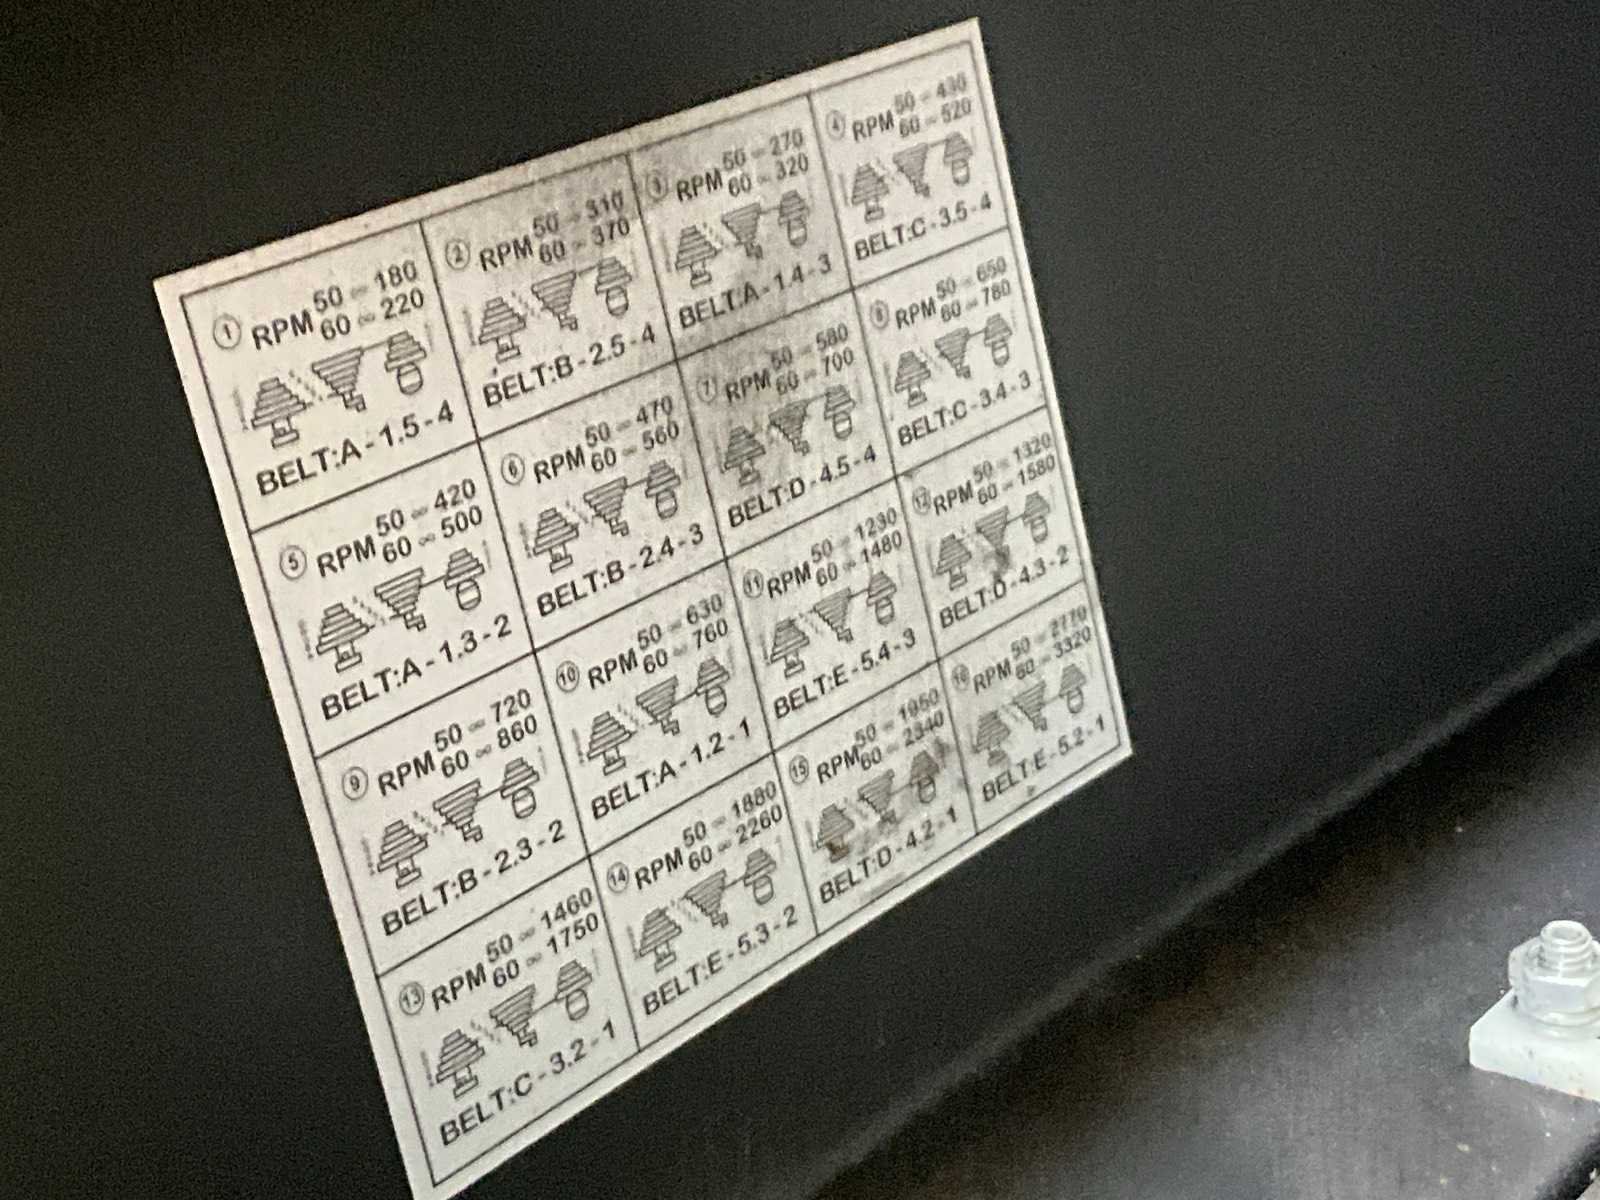 ① RPM 50 ∞ 180
60 ∞ 220
BELT:A - 1.5 - 4
② RPM 50 ∞ 310
60 ∞ 370
BELT:B - 2.5 - 4
③ RPM 50 ∞ 270
60 ∞ 320
BELT:A - 1.4 - 3
④ RPM 50 ∞ 430
60 ∞ 520
BELT:C - 3.5 - 4
⑤ RPM 50 ∞ 420
60 ∞ 500
BELT:A - 1.3 - 2
⑥ RPM 50 ∞ 470
60 ∞ 560
BELT:B - 2.4 - 3
⑦ RPM 50 ∞ 580
60 ∞ 700
BELT:D - 4.5 - 4
⑧ RPM 50 ∞ 650
60 ∞ 780
BELT:C - 3.4 - 3
⑨ RPM 50 ∞ 720
60 ∞ 860
BELT:B - 2.3 - 2
⑩ RPM 50 ∞ 630
60 ∞ 760
BELT:A - 1.2 - 1
⑪ RPM 50 ∞ 1230
60 ∞ 1480
BELT:E - 5.4 - 3
⑫ RPM 50 ∞ 1320
60 ∞ 1580
BELT:D - 4.3 - 2
⑬ RPM 50 ∞ 1460
60 ∞ 1750
BELT:C - 3.2 - 1
⑭ RPM 50 ∞ 1880
60 ∞ 2260
BELT:E - 5.3 - 2
⑮ RPM 50 ∞ 1950
60 ∞ 2340
BELT:D - 4.2 - 1
⑯ RPM 50 ∞ 2770
60 ∞ 3320
BELT:E - 5.2 - 1